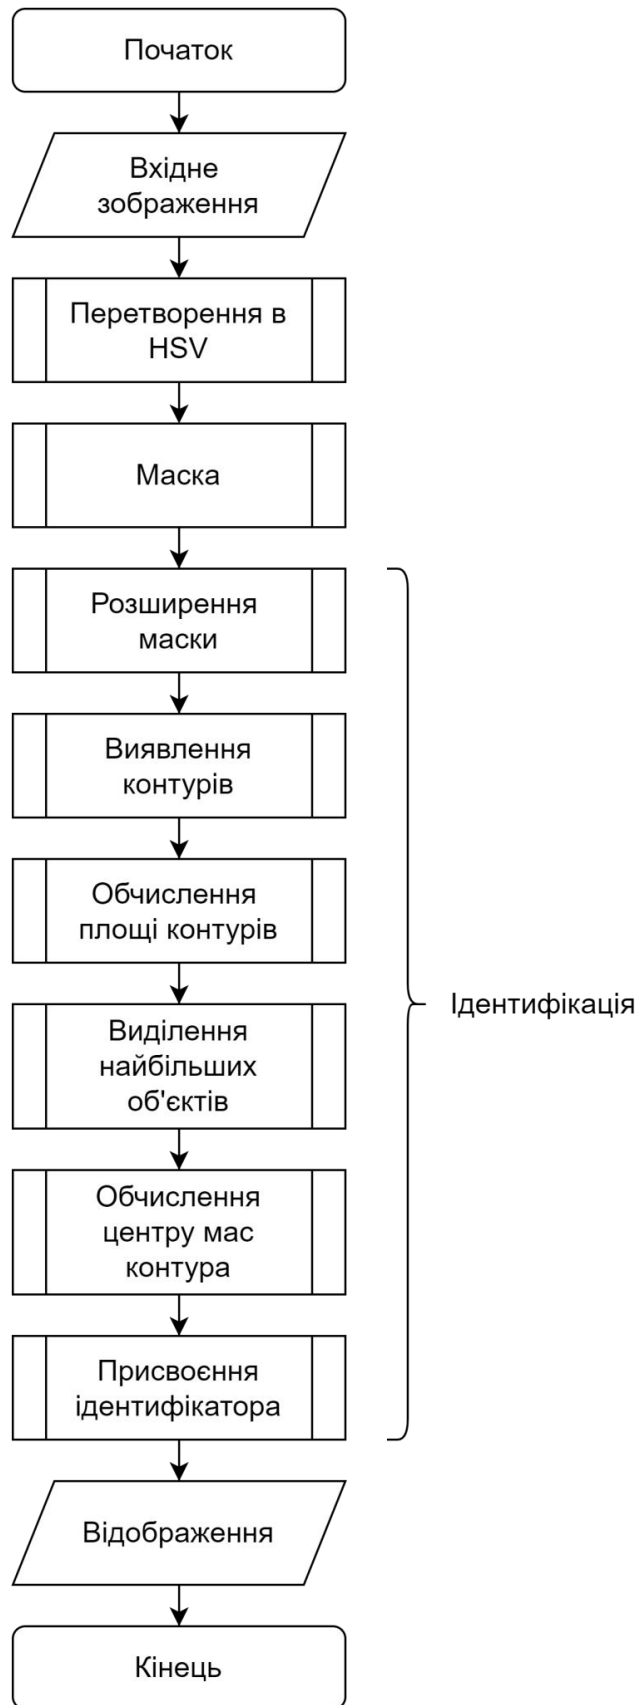 Початок
Вхідне
зображення
Перетворення в
HSV
Маска
Розширення
маски
Виявлення
контурів
Обчислення
площі контурів
Виділення
найбільших
об'єктів
Обчислення
центру мас
контура
Присвоєння
ідентифікатора
Ідентифікація
Відображення
Кінець